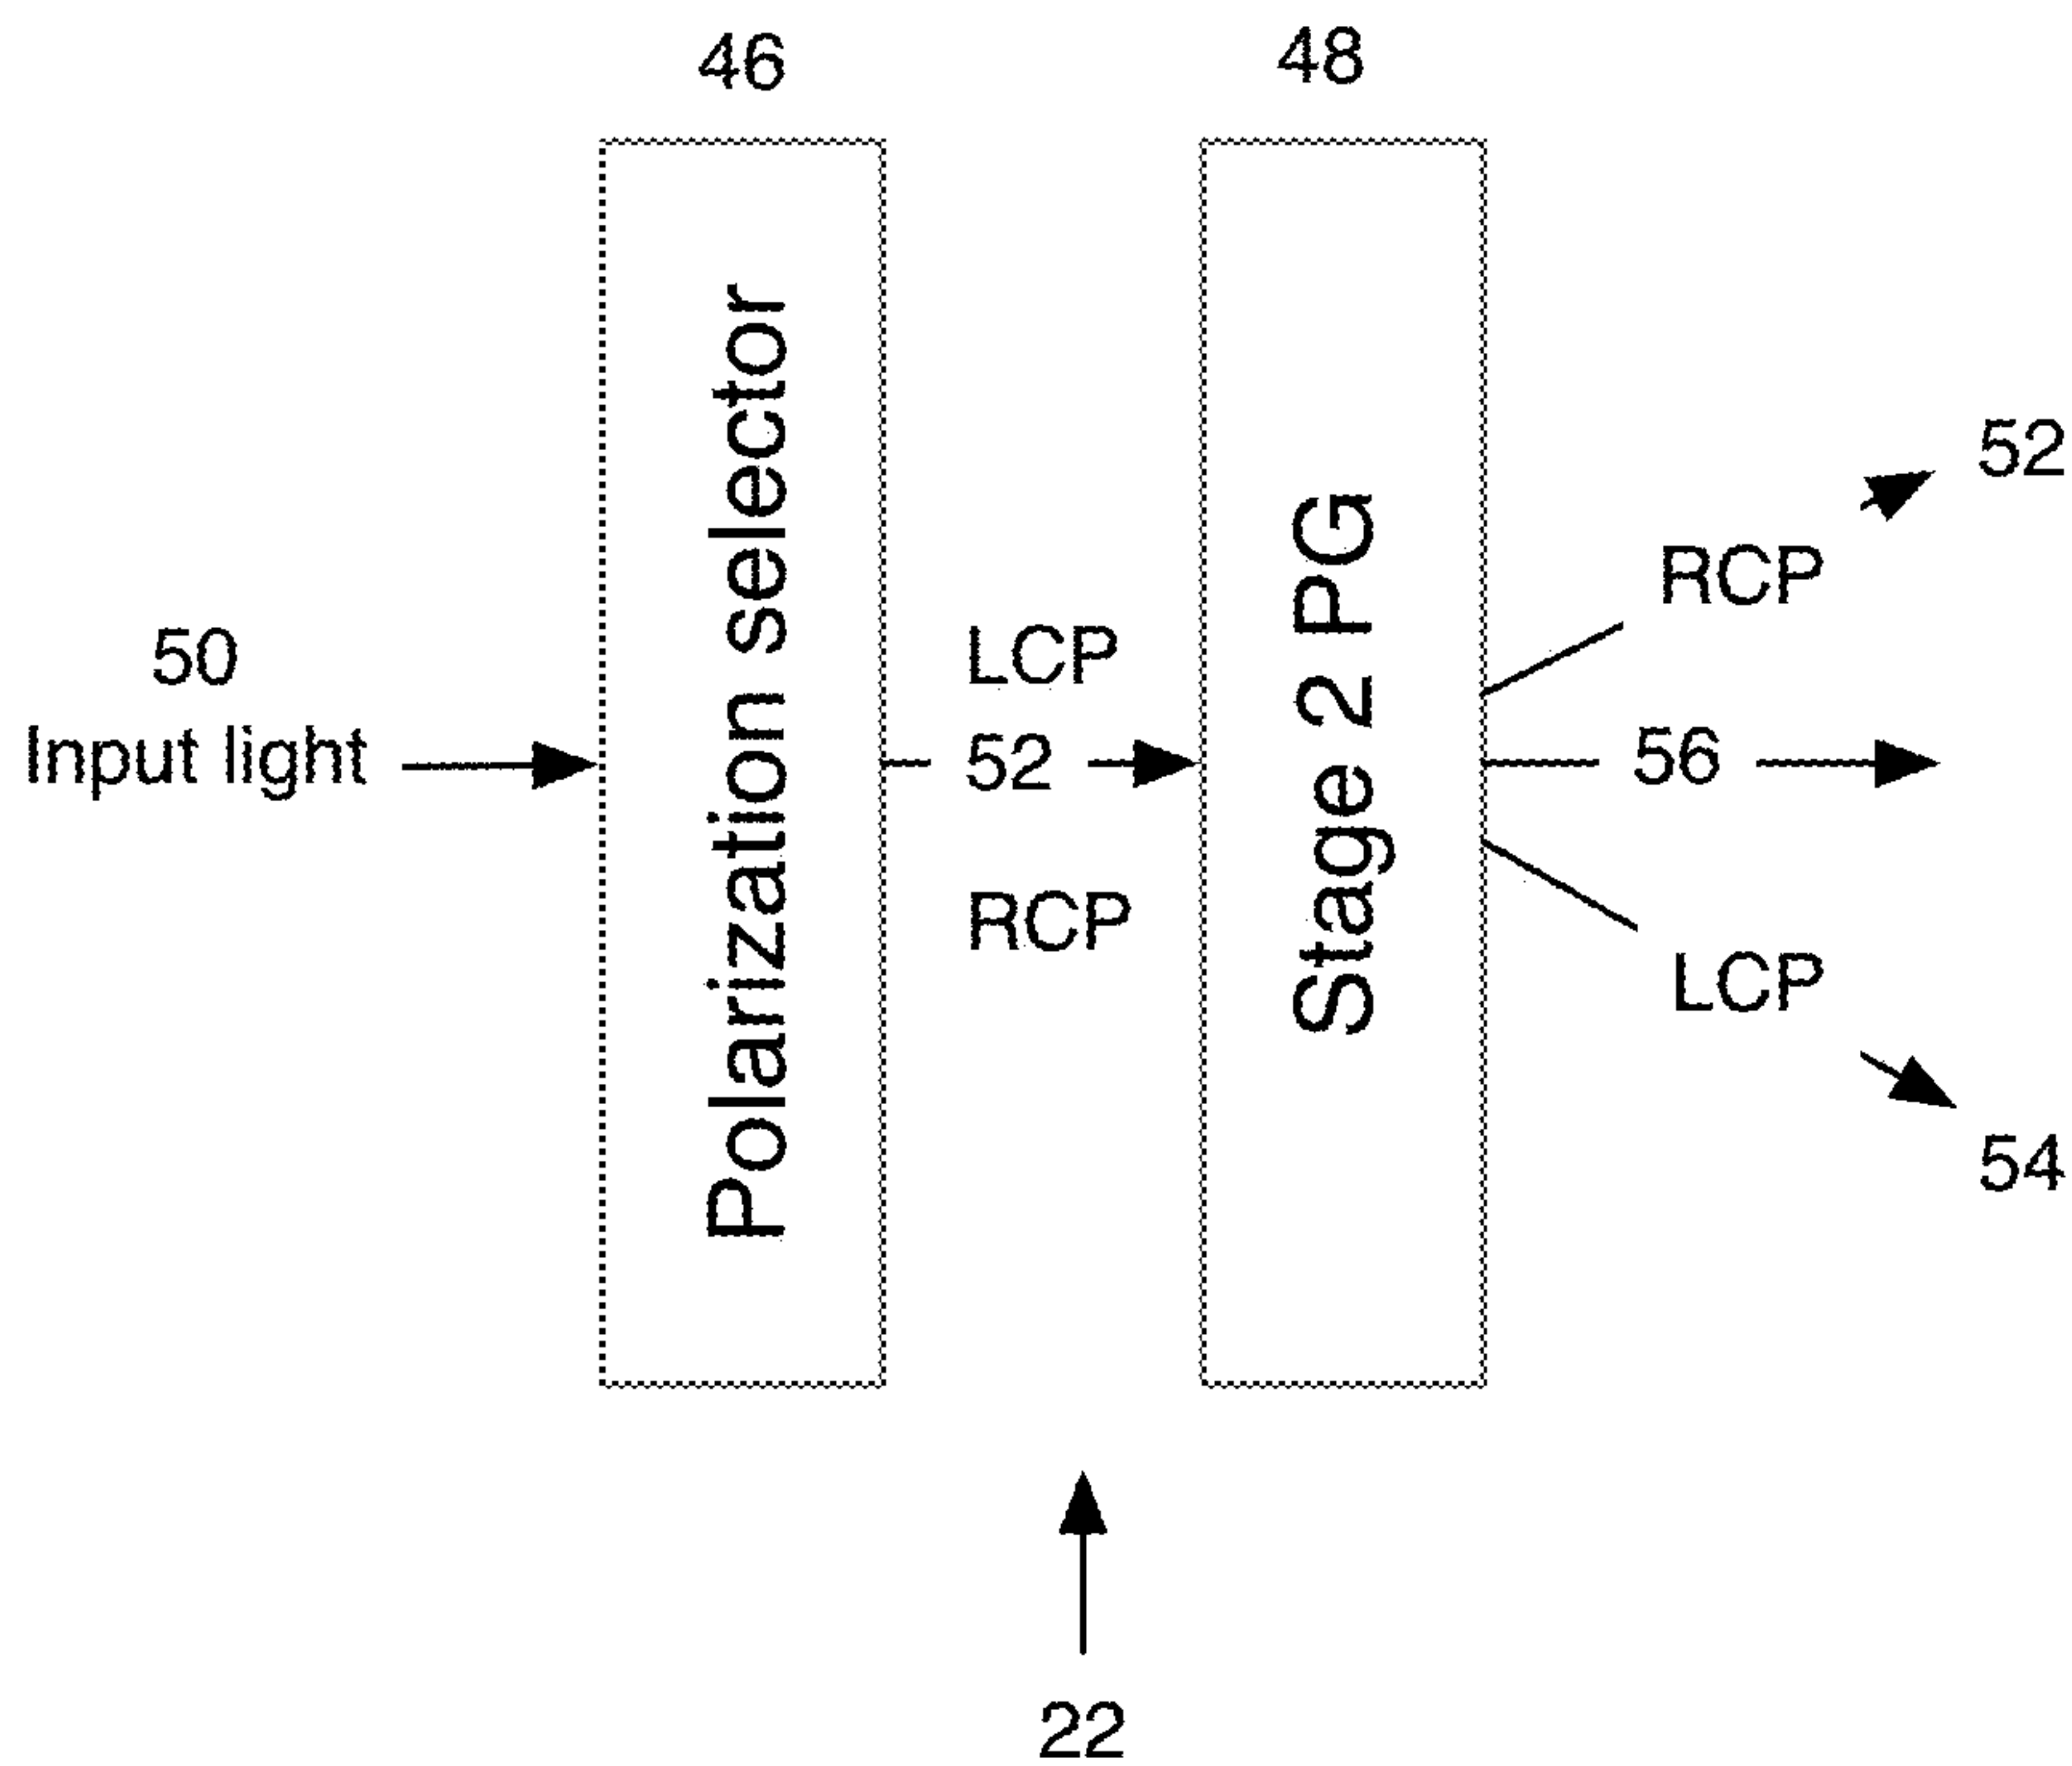 46
48
50
Input light
Polarization selector
LCP
52
RCP
Stage 2 PG
52
RCP
56
LCP
54
22